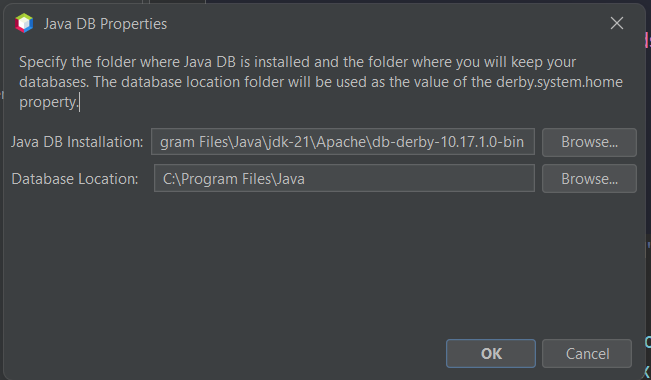 Java DB Properties
Specify the folder where Java DB is installed and the folder where you will keep your
databases. The database location folder will be used as the value of the derby.system.home
property.
Java DB Installation: gram Files\Java\jdk-21\Apache\db-derby-10.17.1.0-bin Browse...
Database Location: C:\Program Files\Java Browse...
OK Cancel